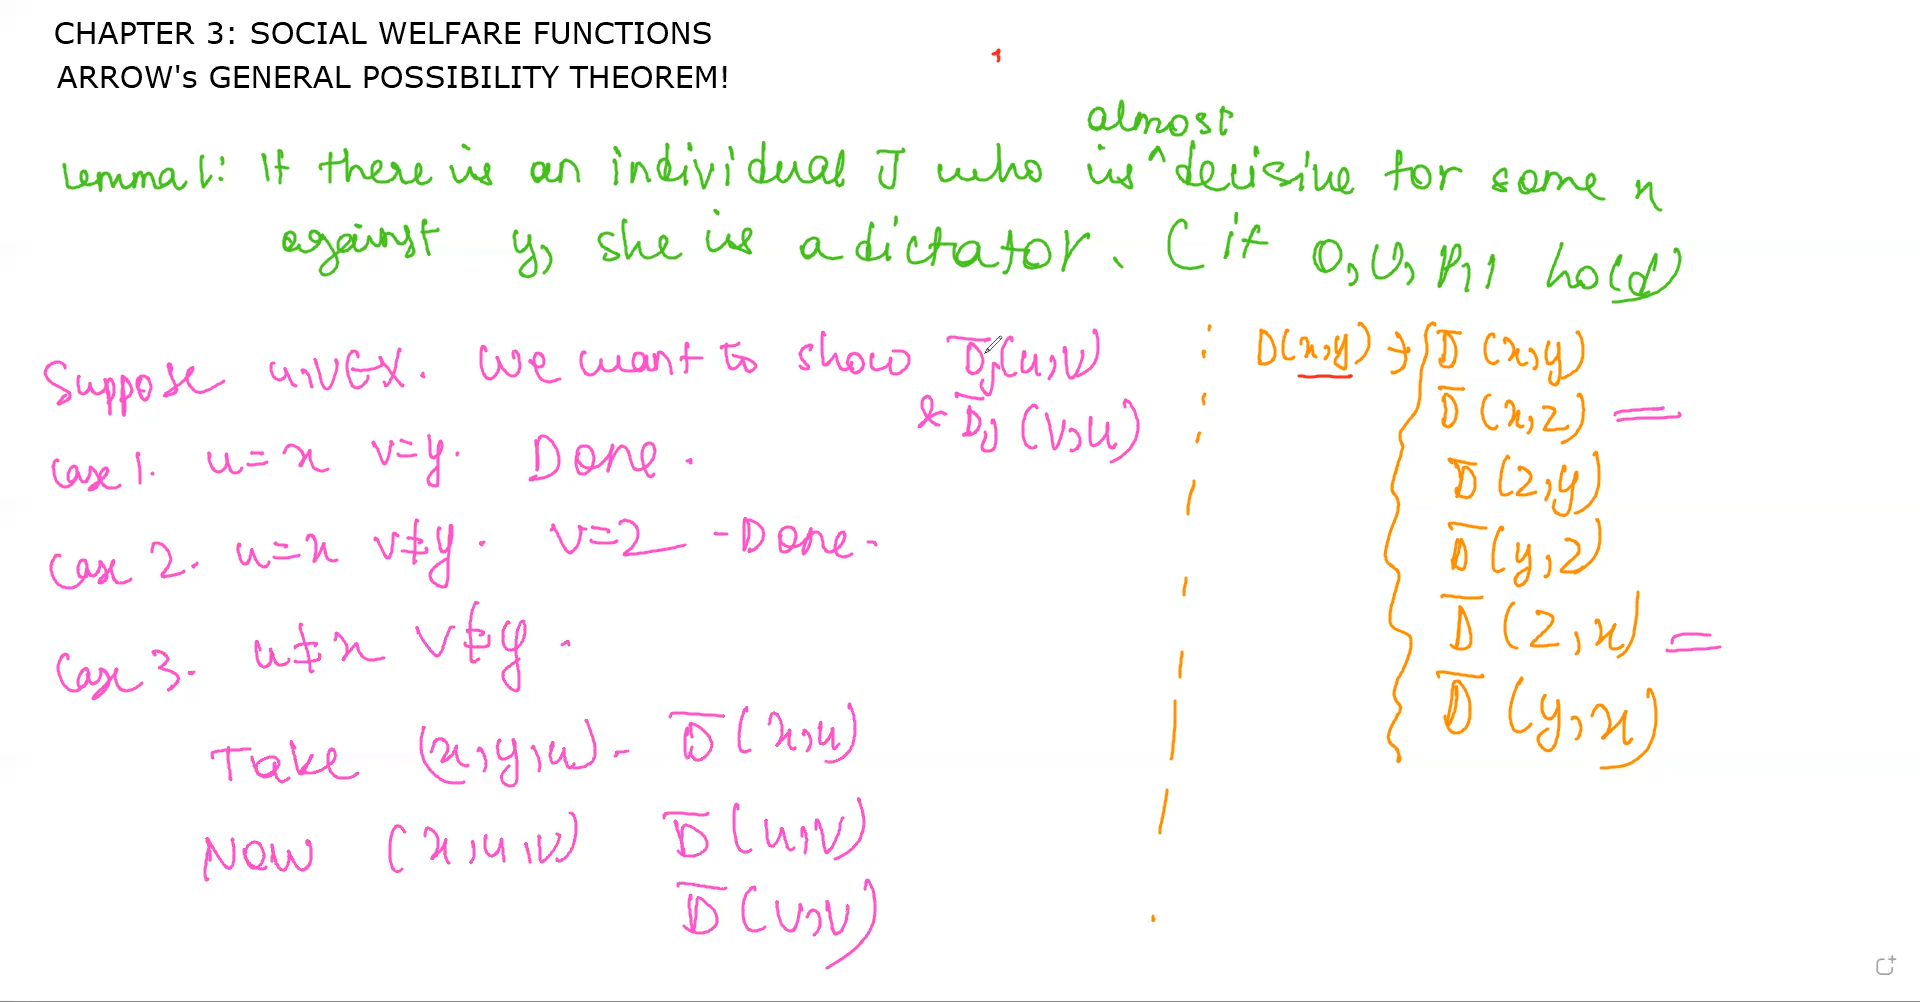 CHAPTER 3: SOCIAL WELFARE FUNCTIONS
ARROW's GENERAL POSSIBILITY THEOREM!
almost
Lemma 1: If there is an individual J who is ^ decisive for some x
against y, she is a dictator. (if O, U, P, I hold)
Suppose u,v∈X. We want to show D̅j(u,v)
& D̅j(v,u)
Case 1. u=x v=y. Done.
Case 2. u=x v≠y. v=z - Done.
Case 3. u≠x v≠y.
Take (x,y,u) - D̅(x,u)
Now (x,u,v) D̅(u,v)
D̅(v,v)
D(x,y) → { D̅(x,y)
D̅(x,z) =
D̅(z,y)
D̅(y,z)
D̅(z,x) =
D̅(y,x)